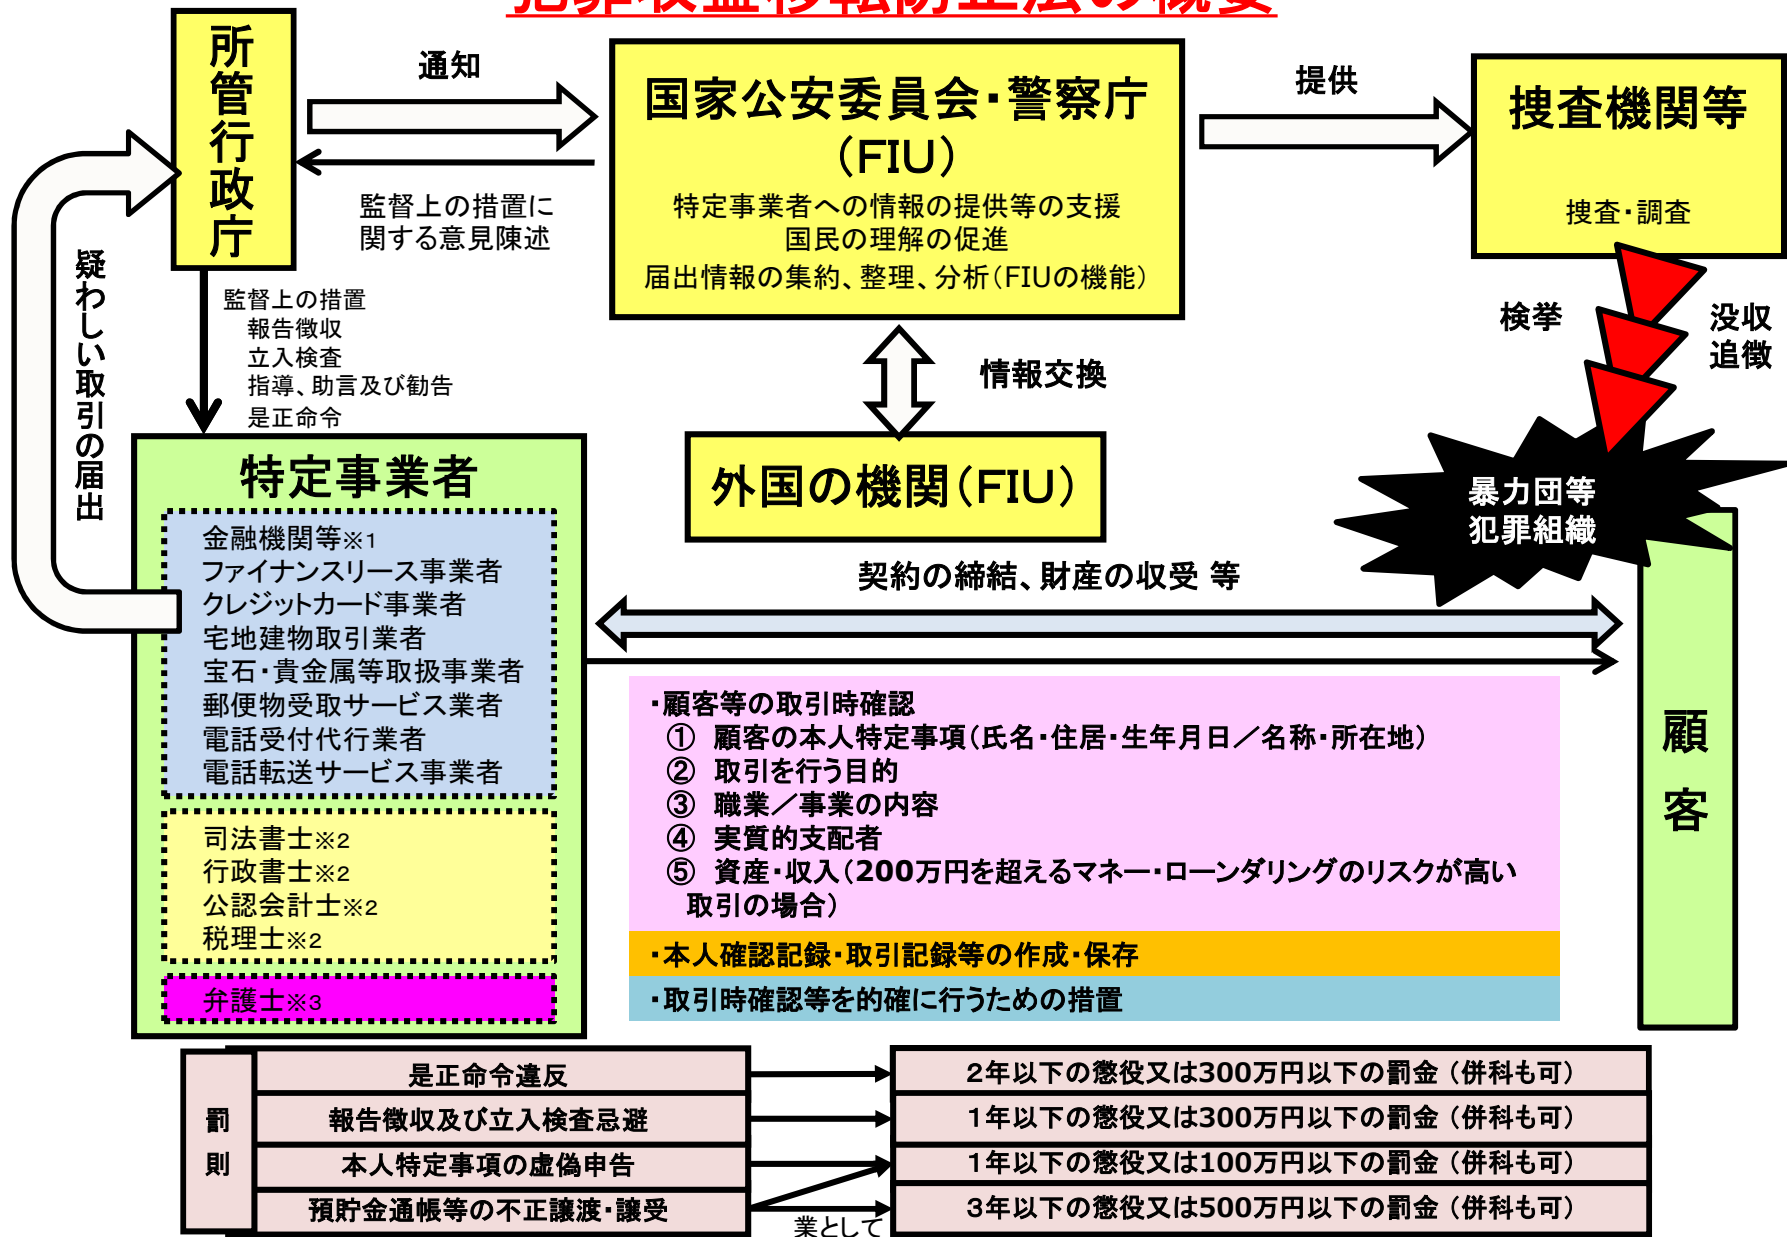 犯罪収益移転防止法の概要
所管行政庁
通知
国家公安委員会・警察庁
(FIU)
特定事業者への情報の提供等の支援
国民の理解の促進
届出情報の集約、整理、分析(FIUの機能)
提供
捜査機関等
捜査・調査
監督上の措置に
関する意見陳述
疑わしい取引の届出
監督上の措置
報告徴収
立入検査
指導、助言及び勧告
是正命令
検挙
没収
追徴
情報交換
外国の機関(FIU)
暴力団等
犯罪組織
特定事業者
金融機関等※1
ファイナンスリース事業者
クレジットカード事業者
宅地建物取引業者
宝石・貴金属等取扱事業者
郵便物受取サービス業者
電話受付代行業者
電話転送サービス事業者
司法書士※2
行政書士※2
公認会計士※2
税理士※2
弁護士※3
契約の締結、財産の収受 等
・顧客等の取引時確認
① 顧客の本人特定事項(氏名・住居・生年月日／名称・所在地)
② 取引を行う目的
③ 職業／事業の内容
④ 実質的支配者
⑤ 資産・収入(200万円を超えるマネー・ローンダリングのリスクが高い
取引の場合)
・本人確認記録・取引記録等の作成・保存
・取引時確認等を的確に行うための措置
顧客
罰則
是正命令違反
2年以下の懲役又は300万円以下の罰金(併科も可)
報告徴収及び立入検査忌避
1年以下の懲役又は300万円以下の罰金(併科も可)
本人特定事項の虚偽申告
1年以下の懲役又は100万円以下の罰金(併科も可)
預貯金通帳等の不正譲渡・譲受
業として
3年以下の懲役又は500万円以下の罰金(併科も可)